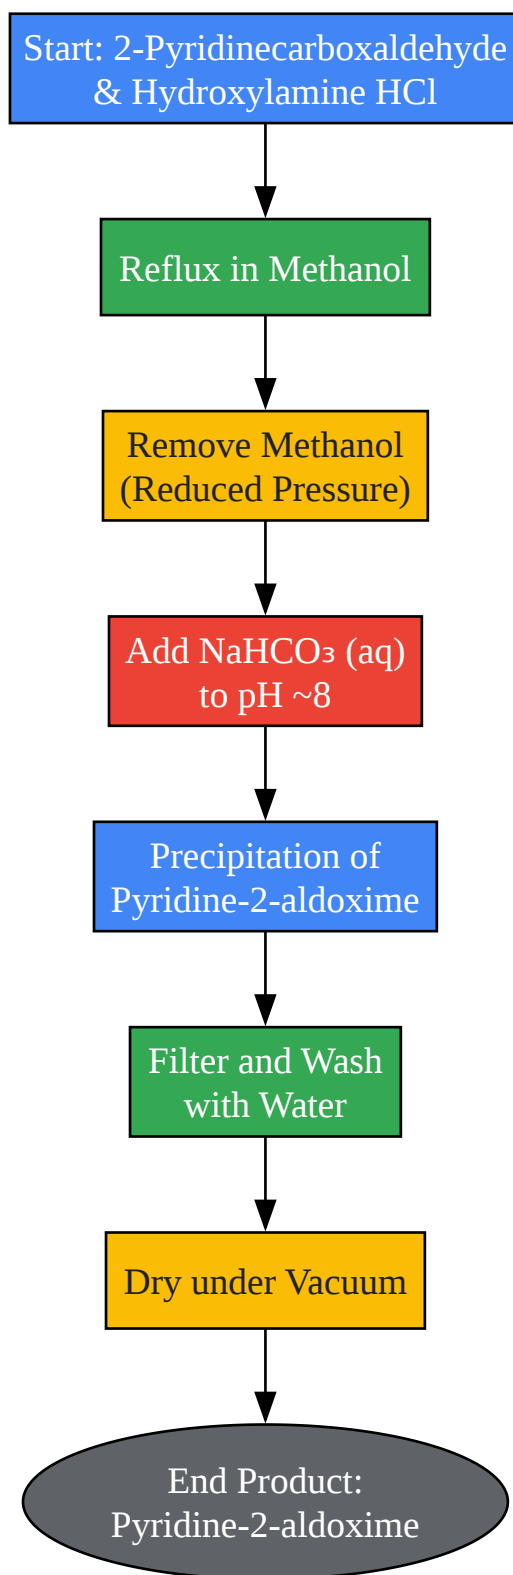 Start: 2-Pyridinecarboxaldehyde
& Hydroxylamine HCl
Reflux in Methanol
Remove Methanol
(Reduced Pressure)
Add NaHCO₃ (aq)
to pH ~8
Precipitation of
Pyridine-2-aldoxime
Filter and Wash
with Water
Dry under Vacuum
End Product:
Pyridine-2-aldoxime